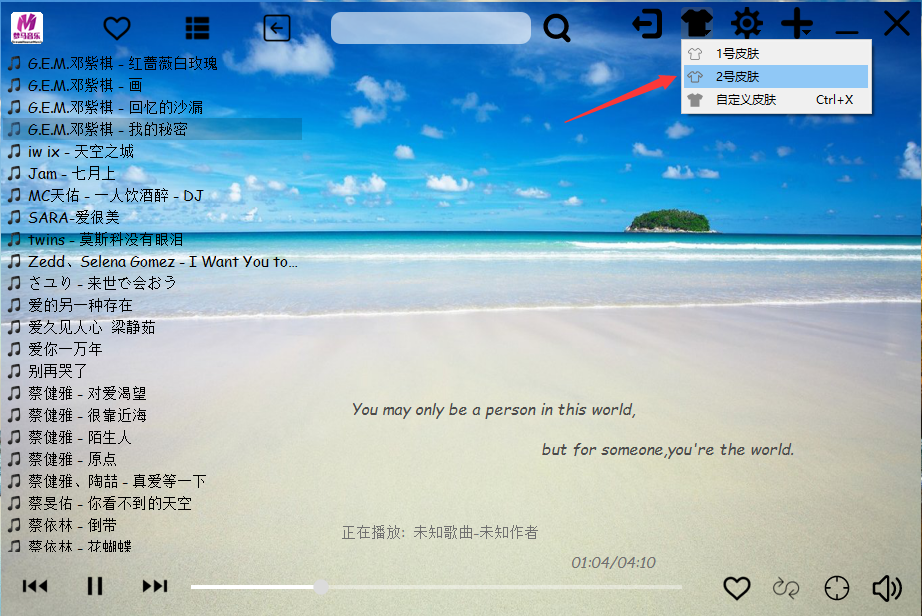 梦马音乐
1号皮肤
2号皮肤
自定义皮肤 Ctrl+X
G.E.M.邓紫棋 - 红蔷薇白玫瑰
G.E.M.邓紫棋 - 画
G.E.M.邓紫棋 - 回忆的沙漏
G.E.M.邓紫棋 - 我的秘密
iw ix - 天空之城
Jam - 七月上
MC天佑 - 一人饮酒醉 - DJ
SARA-爱很美
twins - 莫斯科没有眼泪
Zedd、Selena Gomez - I Want You to...
さユり - 来世で会おう
爱的另一种存在
爱久见人心 梁静茹
爱你一万年
别再哭了
蔡健雅 - 对爱渴望
蔡健雅 - 很靠近海
蔡健雅 - 陌生人
蔡健雅 - 原点
蔡健雅、陶喆 - 真爱等一下
蔡旻佑 - 你看不到的天空
蔡依林 - 倒带
蔡依林 - 花蝴蝶
You may only be a person in this world,
but for someone,you're the world.
正在播放: 未知歌曲-未知作者
01:04/04:10